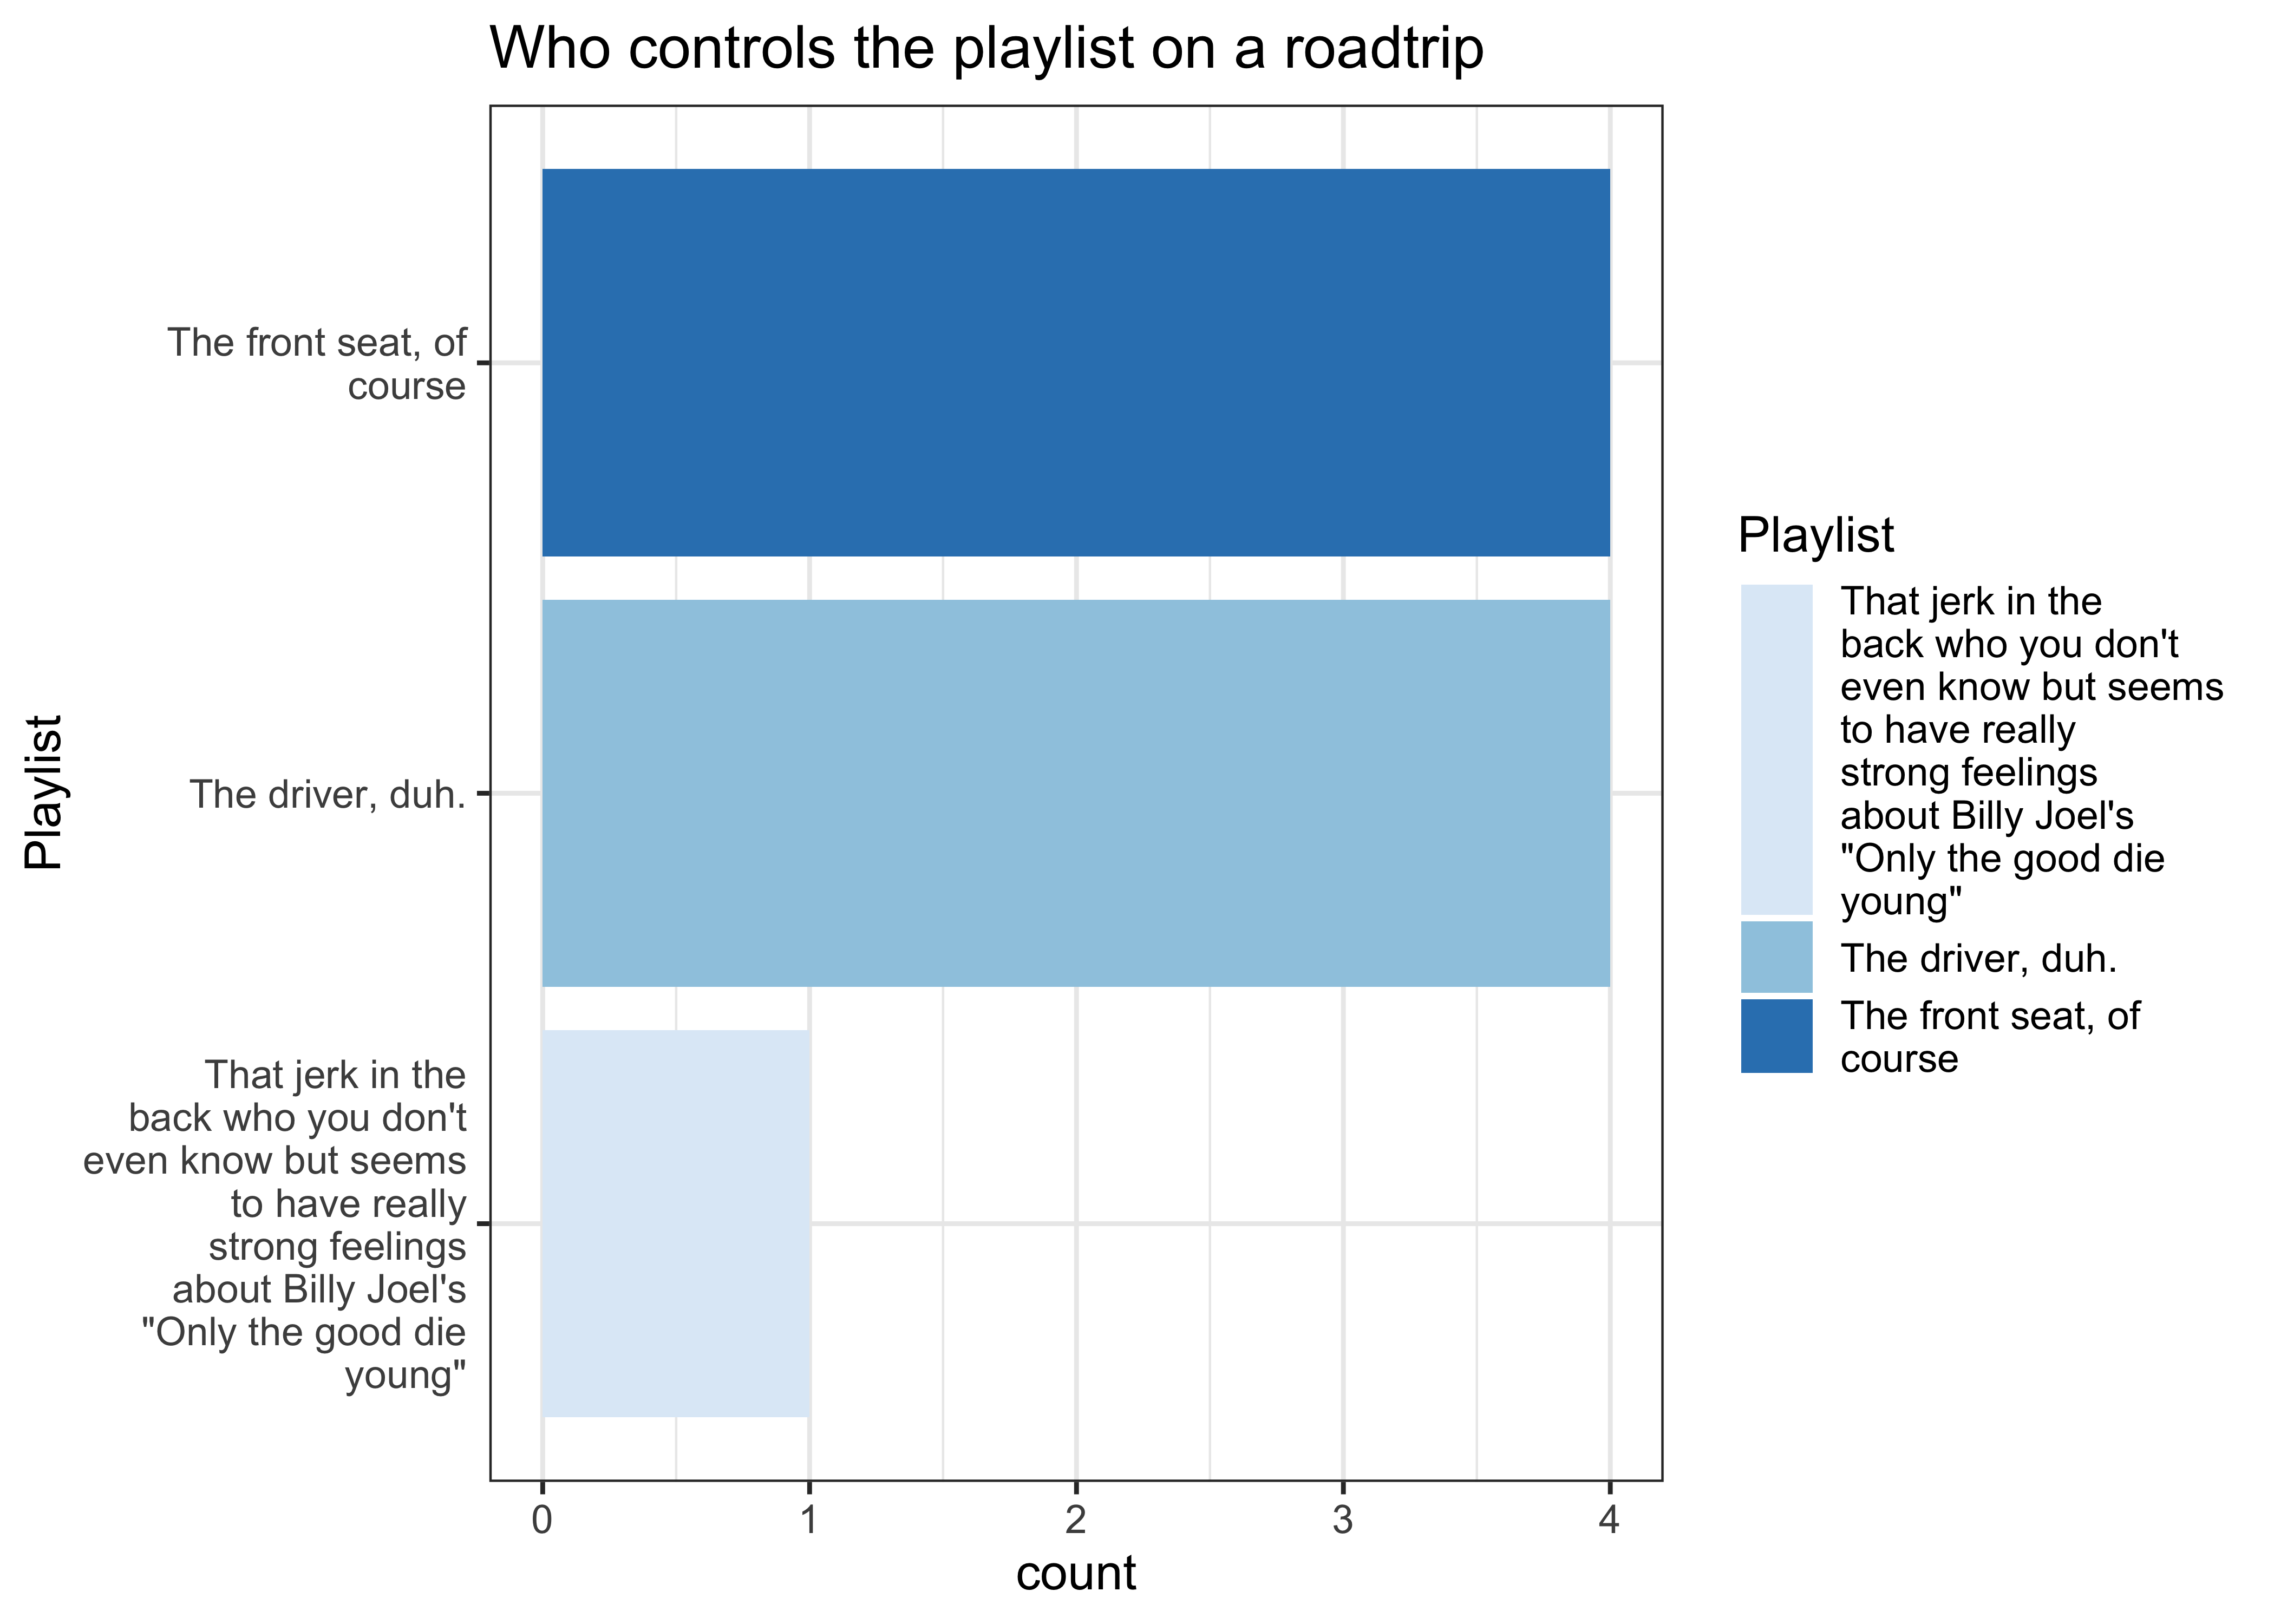 Who controls the playlist on a roadtrip
Playlist
The front seat, of
course
The driver, duh.
That jerk in the
back who you don't
even know but seems
to have really
strong feelings
about Billy Joel's
"Only the good die
young"
0 1 2 3 4
count
Playlist
That jerk in the
back who you don't
even know but seems
to have really
strong feelings
about Billy Joel's
"Only the good die
young"
The driver, duh.
The front seat, of
course